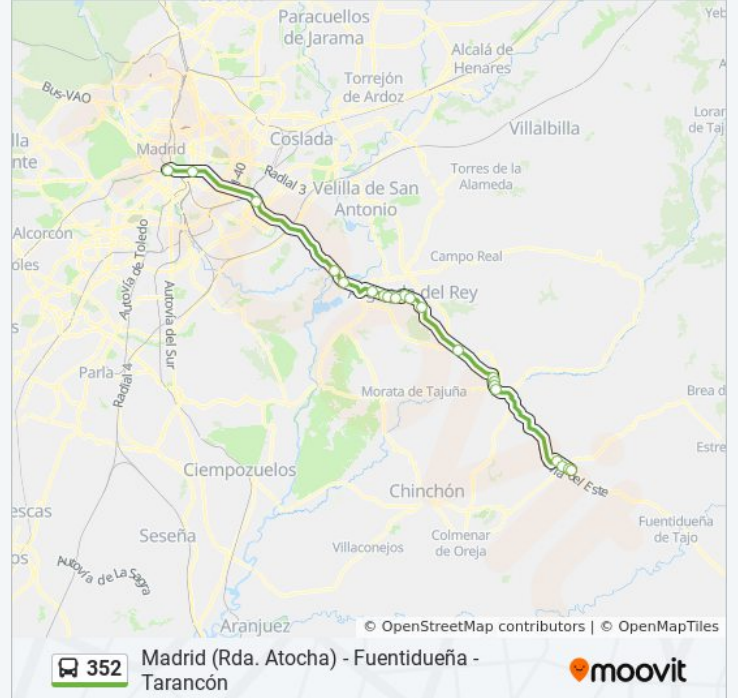 Paracuellos
de Jarama
Yeb
Alcalá de
Henares
Torrejón
de Ardoz
Bus-VAO
Loran
de Taj
Villalbilla
Coslada
Madrid
lla
nte
Radial 3
-40
Velilla de San
Antonio
Torres de la
Alameda
Alcorcón
Autovía de Toledo
Campo Real
oles
Autovía del Sur
del Rey
Radial 4
Parla
Morata de Tajuña
Brea d
Estre
Ciempozuelos
del Este
Chinchón
escas
Fuentidueña
de Tajo
Seseña
Colmenar
de Oreja
Villaconejos
os
Autovía de La Sagra
Aranjuez
© OpenStreetMap contributors | © OpenMapTiles
352
Madrid (Rda. Atocha) - Fuentidueña -
Tarancón
moovit